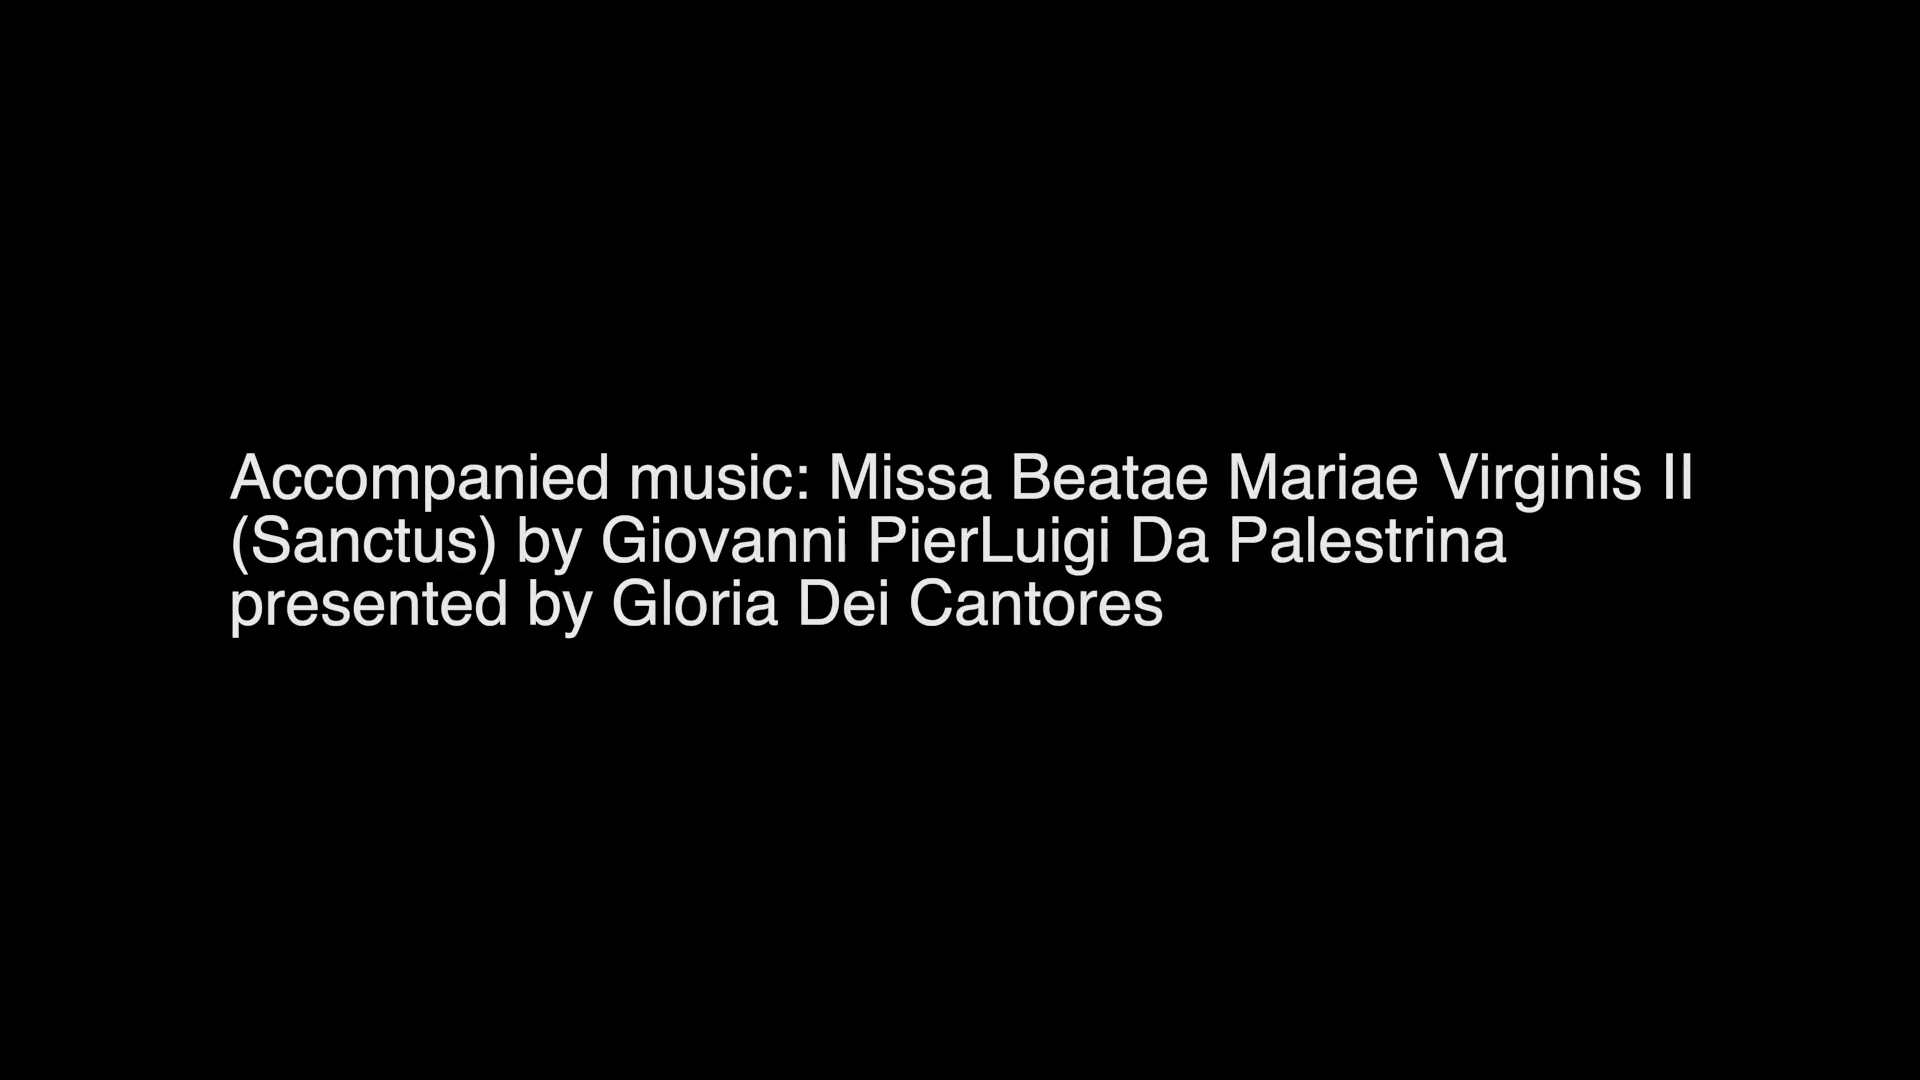 Accompanied music: Missa Beatae Mariae Virginis II
(Sanctus) by Giovanni PierLuigi Da Palestrina
presented by Gloria Dei Cantores